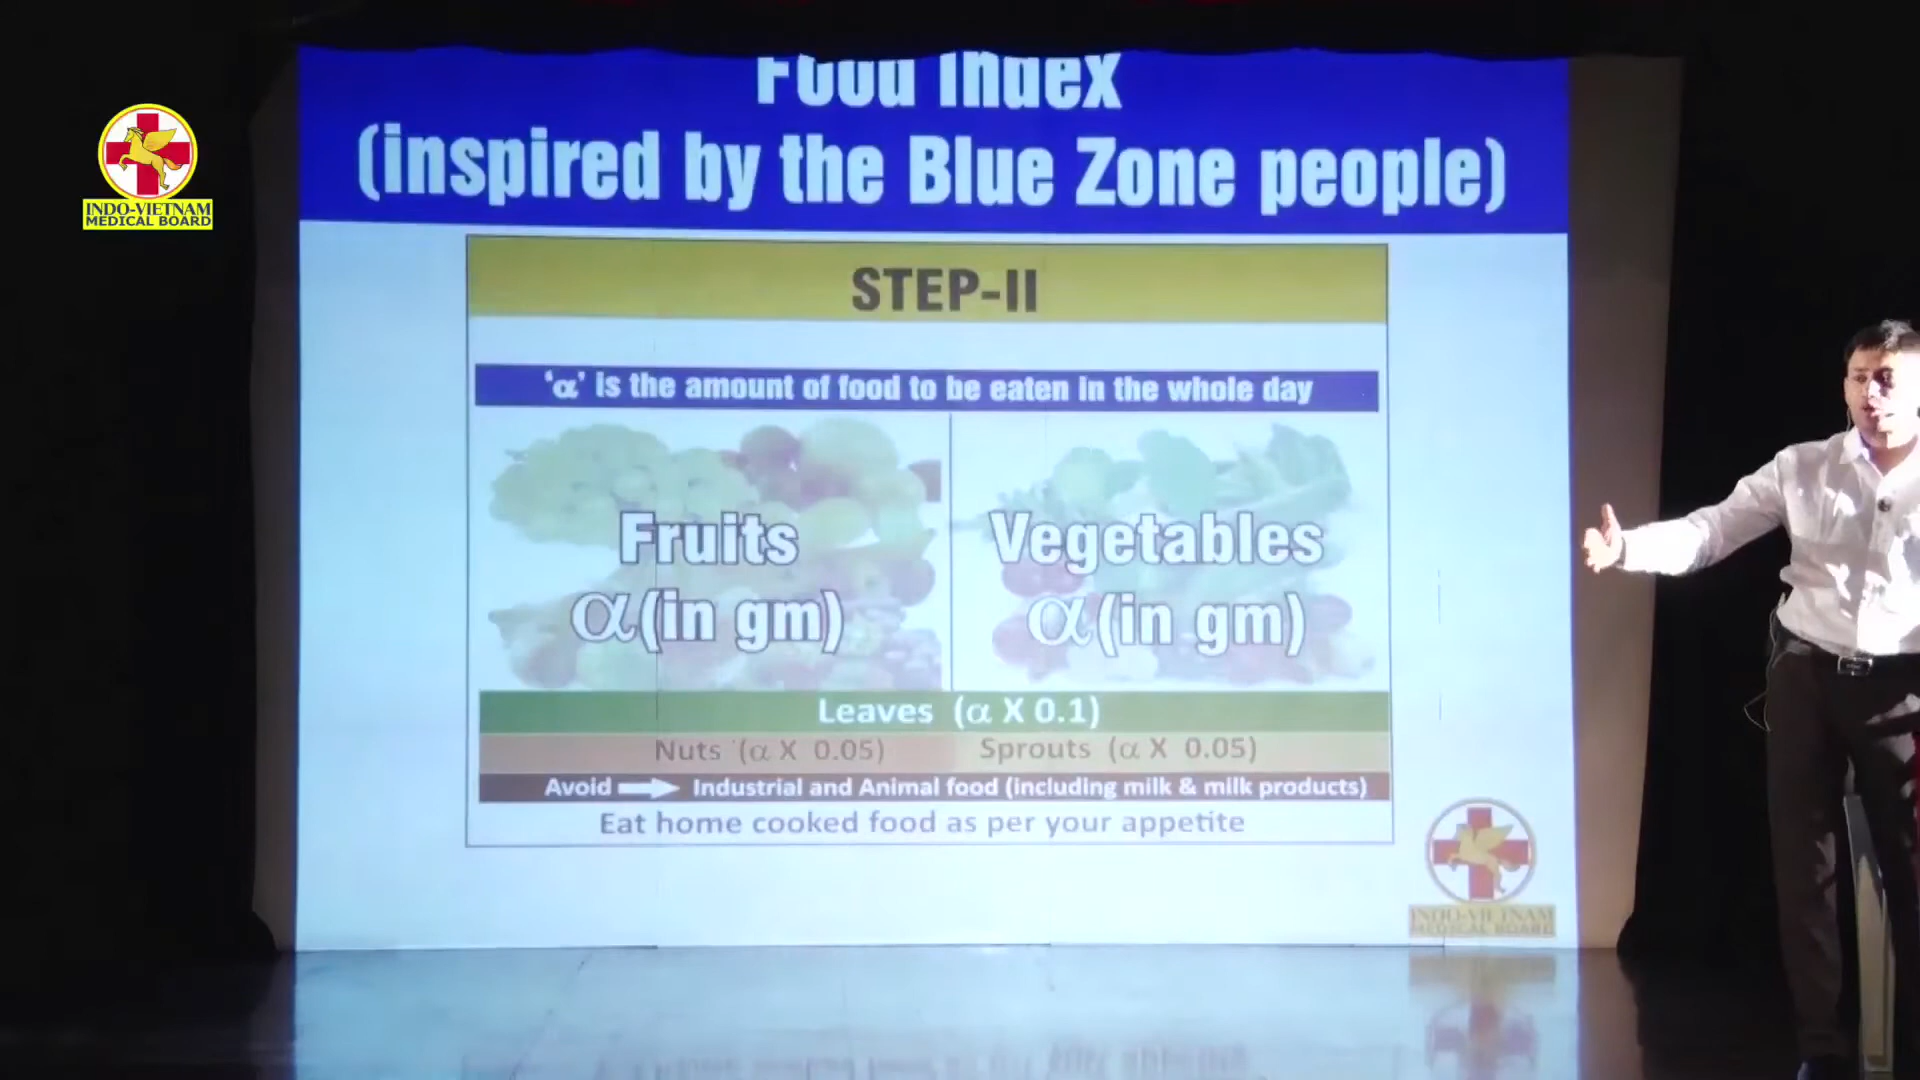 Food Index
(inspired by the Blue Zone people)
INDO-VIETNAM
MEDICAL BOARD
STEP-II
'α' is the amount of food to be eaten in the whole day
Fruits
α(in gm)
Vegetables
α(in gm)
Leaves (α X 0.1)
Nuts (α X 0.05) Sprouts (α X 0.05)
Avoid Industrial and Animal food (including milk & milk products)
Eat home cooked food as per your appetite
INDO-VIETNAM
MEDICAL BOARD